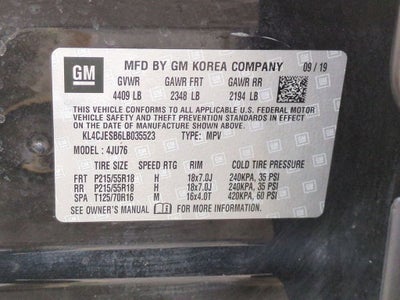 GM MFD BY GM KOREA COMPANY 09 / 19
GVWR GAWR FRT GAWR RR
4409 LB 2348 LB 2194 LB
THIS VEHICLE CONFORMS TO ALL APPLICABLE U.S. FEDERAL MOTOR
VEHICLE SAFETY, BUMPER, AND THEFT PREVENTION STANDARDS IN
EFFECT ON THE DATE OF MANUFACTURE SHOWN ABOVE.
KL4CJESB6LB035523 TYPE: MPV
MODEL: 4JU76
TIRE SIZE SPEED RTG RIM COLD TIRE PRESSURE
FRT P215/55R18 H 18x7.0J 240KPA, 35 PSI
RR P215/55R18 H 18x7.0J 240KPA, 35 PSI
SPA T125/70R16 M 16x4.0T 420KPA, 60 PSI
SEE OWNER'S MANUAL FOR MORE INFORMATION.